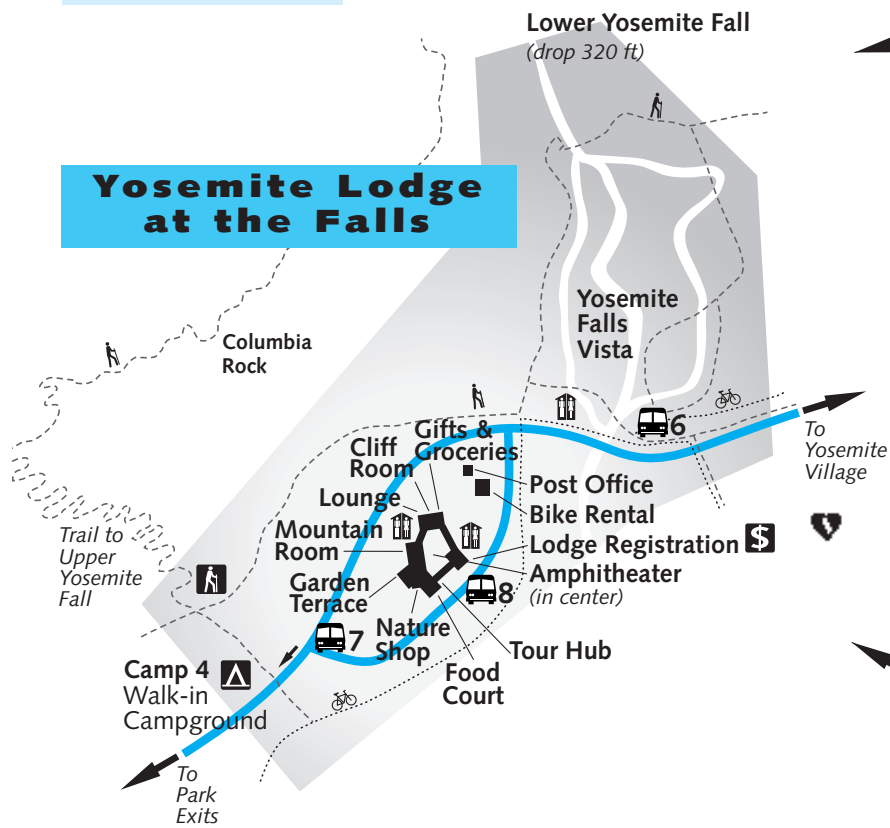 Lower Yosemite Fall
(drop 320 ft)
Yosemite Lodge
at the Falls
Yosemite
Falls
Vista
Columbia
Rock
6
To
Yosemite
Village
Gifts &
Groceries
Cliff
Room
Lounge
Post Office
Bike Rental
Mountain
Room
Lodge Registration $
Amphitheater
(in center)
Trail to
Upper
Yosemite
Fall
Garden
Terrace
8
7
Nature
Shop
Tour Hub
Food
Court
Camp 4
Walk-in
Campground
To
Park
Exits